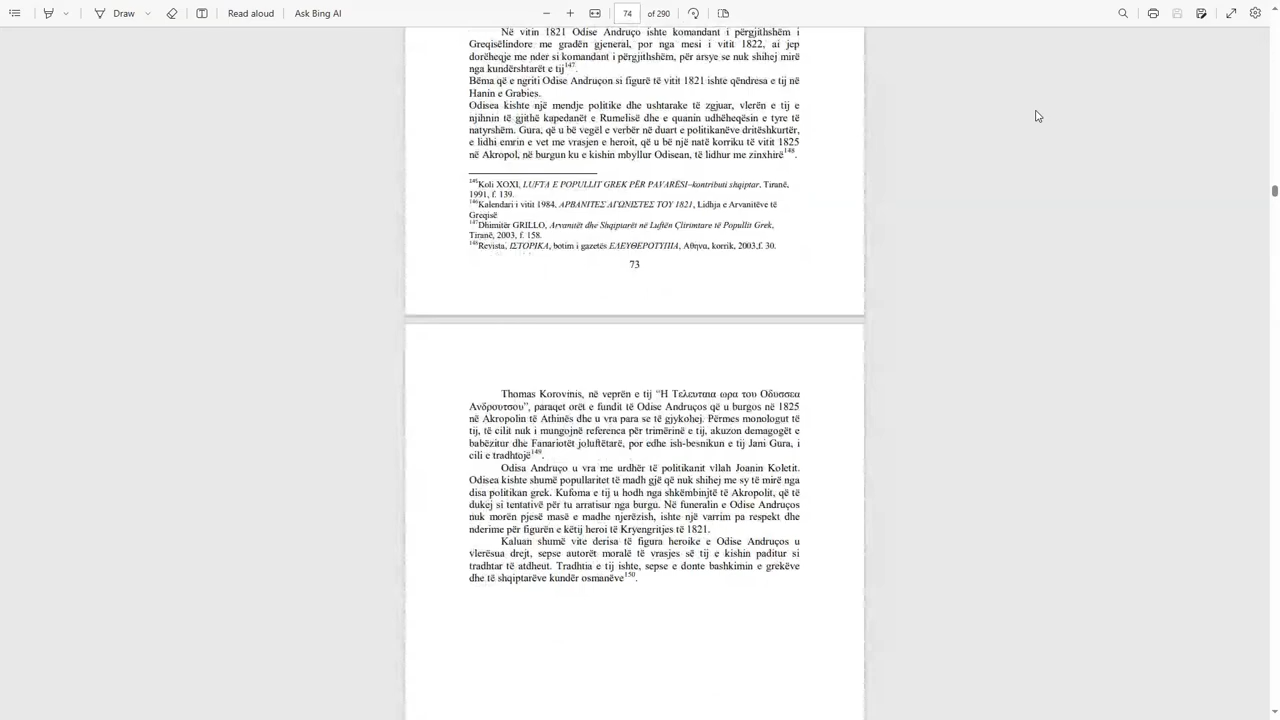 Draw
Read aloud
Ask Bing AI
74 of 290
Në vitin 1821 Odise Andruço ishte komandant i përgjithshëm i
Greqisëlindore me gradën gjeneral, por nga mesi i vitit 1822, ai jep
dorëheqje me nder si komandant i përgjithshëm, për arsye se nuk shihej mirë
nga kundërshtarët e tij147.
Bëma që e ngriti Odise Andruçon si figurë të vitit 1821 ishte qëndresa e tij në
Hanin e Grabies.
Odisea kishte një mendje politike dhe ushtarake të zgjuar, vlerën e tij e
njihnin të gjithë kapedanët e Rumelisë dhe e quanin udhëheqësin e tyre të
natyrshëm. Gura, që u bë vegël e verbër në duart e politikanëve dritëshkurtër,
e lidhi emrin e vet me vrasjen e heroit, që u bë një natë korriku të vitit 1825
në Akropol, në burgun ku e kishin mbyllur Odisean, të lidhur me zinxhirë148.
145Koli XOXI, LUFTA E POPULLIT GREK PËR PAVARËSI–kontributi shqiptar, Tiranë,
1991, f. 139.
146Kalendari i vitit 1984, ΑΡΒΑΝΙΤΕΣ ΑΓΩΝΙΣΤΕΣ ΤΟΥ 1821, Lidhja e Arvanitëve të
Greqisë
147Dhimitër GRILLO, Arvanitët dhe Shqiptarët në Luftën Çlirimtare të Popullit Grek,
Tiranë, 2003, f. 158.
148Revista, ΙΣΤΟΡΙΚΑ, botim i gazetës ΕΛΕΥΘΕΡΟΤΥΠΙΑ, Αθηνα, korrik, 2003,f. 30.
73
Thomas Korovinis, në veprën e tij “Η Τελευταια ωρα του Οδυσσεα
Ανδρουτσου”, paraqet orët e fundit të Odise Andruços që u burgos në 1825
në Akropolin të Athinës dhe u vra para se të gjykohej. Përmes monologut të
tij, të cilit nuk i mungojnë referenca për trimërinë e tij, akuzon demagogët e
babëzitur dhe Fanariotët joluftëtarë, por edhe ish-besnikun e tij Jani Gura, i
cili e tradhtojë149.
Odisa Andruço u vra me urdhër të politikanit vllah Joanin Koletit.
Odisea kishte shumë popullaritet të madh gjë që nuk shihej me sy të mirë nga
disa politikan grek. Kufoma e tij u hodh nga shkëmbinjtë të Akropolit, që të
dukej si tentativë për tu arratisur nga burgu. Në funeralin e Odise Andruços
nuk morën pjesë masë e madhe njerëzish, ishte një varrim pa respekt dhe
nderime për figurën e këtij heroi të Kryengritjes të 1821.
Kaluan shumë vite derisa të figura heroike e Odise Andruços u
vlerësua drejt, sepse autorët moralë të vrasjes së tij e kishin paditur si
tradhtar të atdheut. Tradhtia e tij ishte, sepse e donte bashkimin e grekëve
dhe të shqiptarëve kundër osmanëve150.